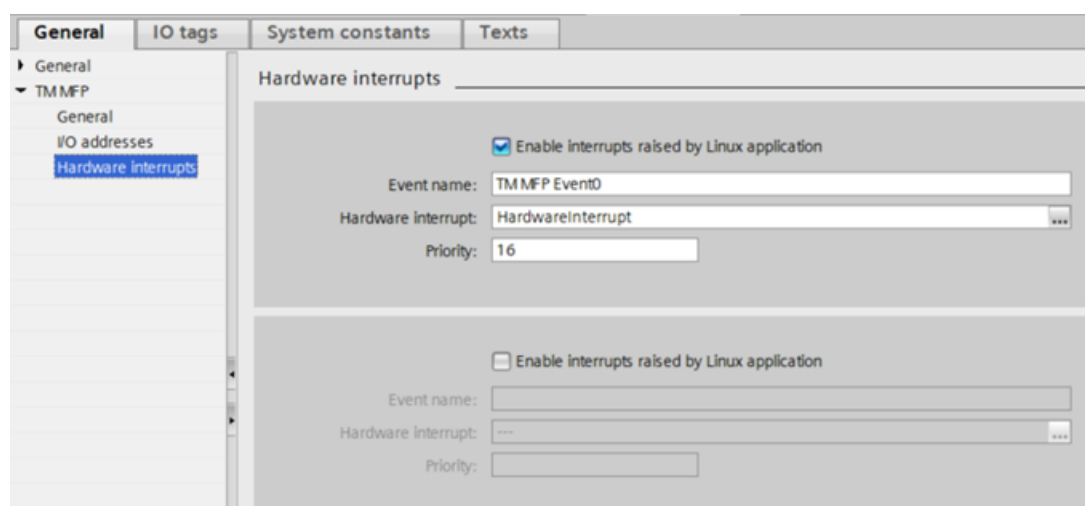 General IO tags System constants Texts
General
TM MFP
General
I/O addresses
Hardware interrupts
Hardware interrupts
Enable interrupts raised by Linux application
Event name: TM MFP Event0
Hardware interrupt: HardwareInterrupt ...
Priority: 16
Enable interrupts raised by Linux application
Event name:
Hardware interrupt: --- ...
Priority: